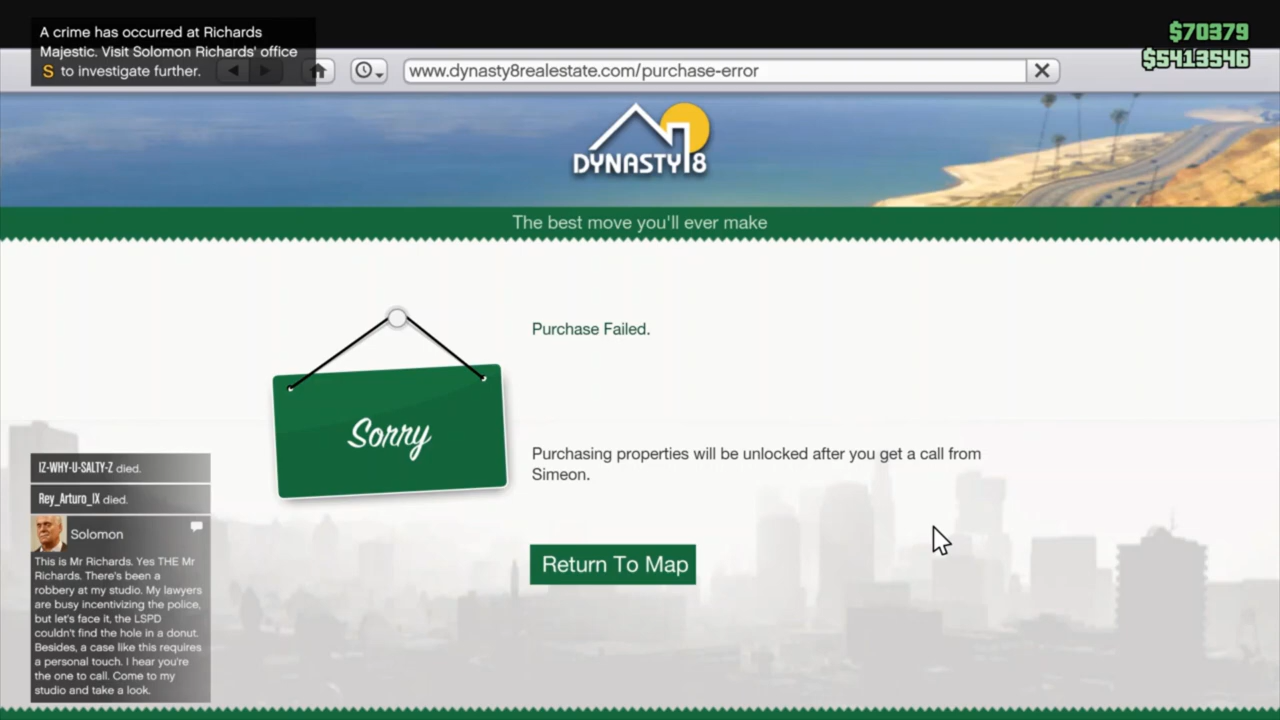 A crime has occurred at Richards
Majestic. Visit Solomon Richards' office
S to investigate further.
$70379
$5413546
www.dynasty8realestate.com/purchase-error
DYNASTY8
The best move you'll ever make
Purchase Failed.
Sorry
Purchasing properties will be unlocked after you get a call from
Simeon.
Return To Map
IZ-WHY-U-SALTY-Z died.
Rey_Arturo_IX died.
Solomon
This is Mr Richards. Yes THE Mr
Richards. There's been a
robbery at my studio. My lawyers
are busy incentivizing the police,
but let's face it, the LSPD
couldn't find the hole in a donut.
Besides, a case like this requires
a personal touch. I hear you're
the one to call. Come to my
studio and take a look.